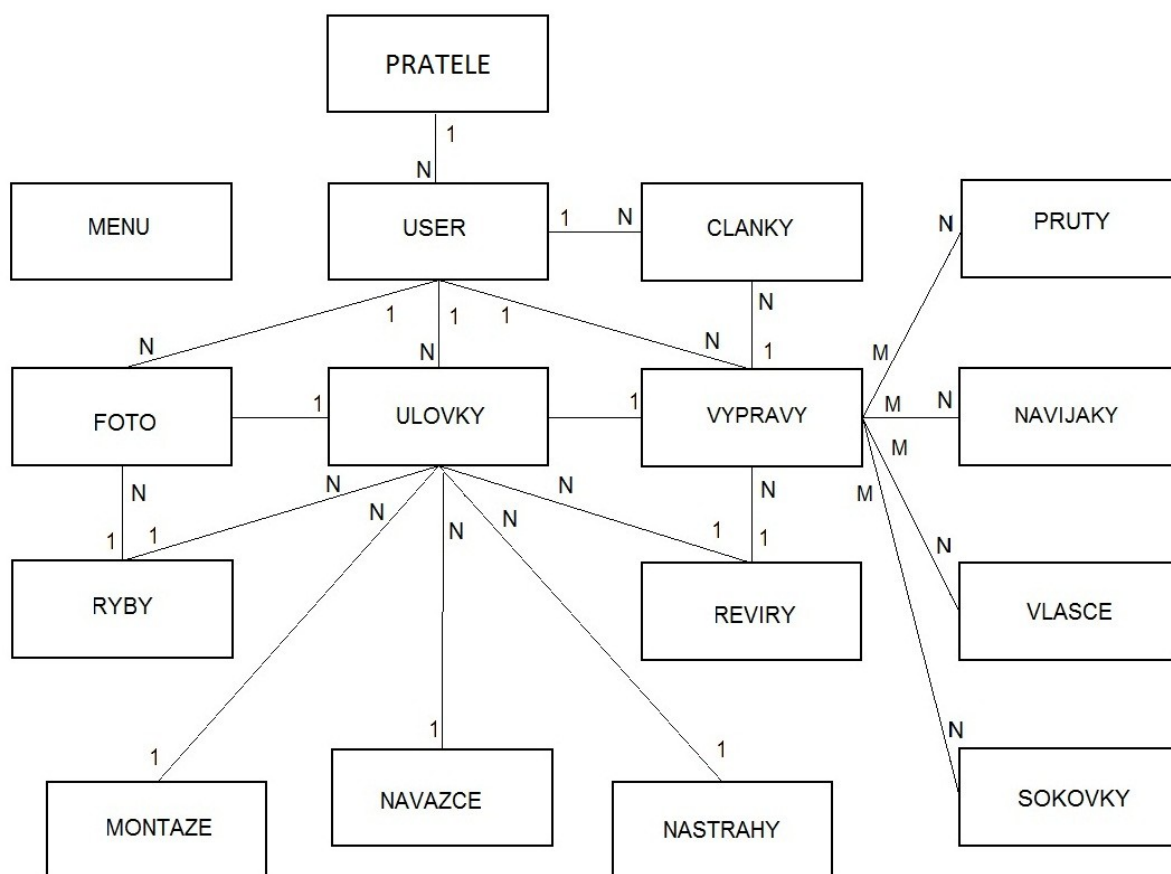 PRATELE
1
N
MENU
USER
1 N
CLANKY
N
PRUTY
1 1 1
N
N
N
N
1
M
FOTO
1
ULOVKY
1
VYPRAVY
M N
NAVIJAKY
M
N
1
N
1
N
N
N
N
N
1
1
M
N
RYBY
REVIRY
VLASCE
1
1
1
N
MONTAZE
NAVAZCE
NASTRAHY
SOKOVKY